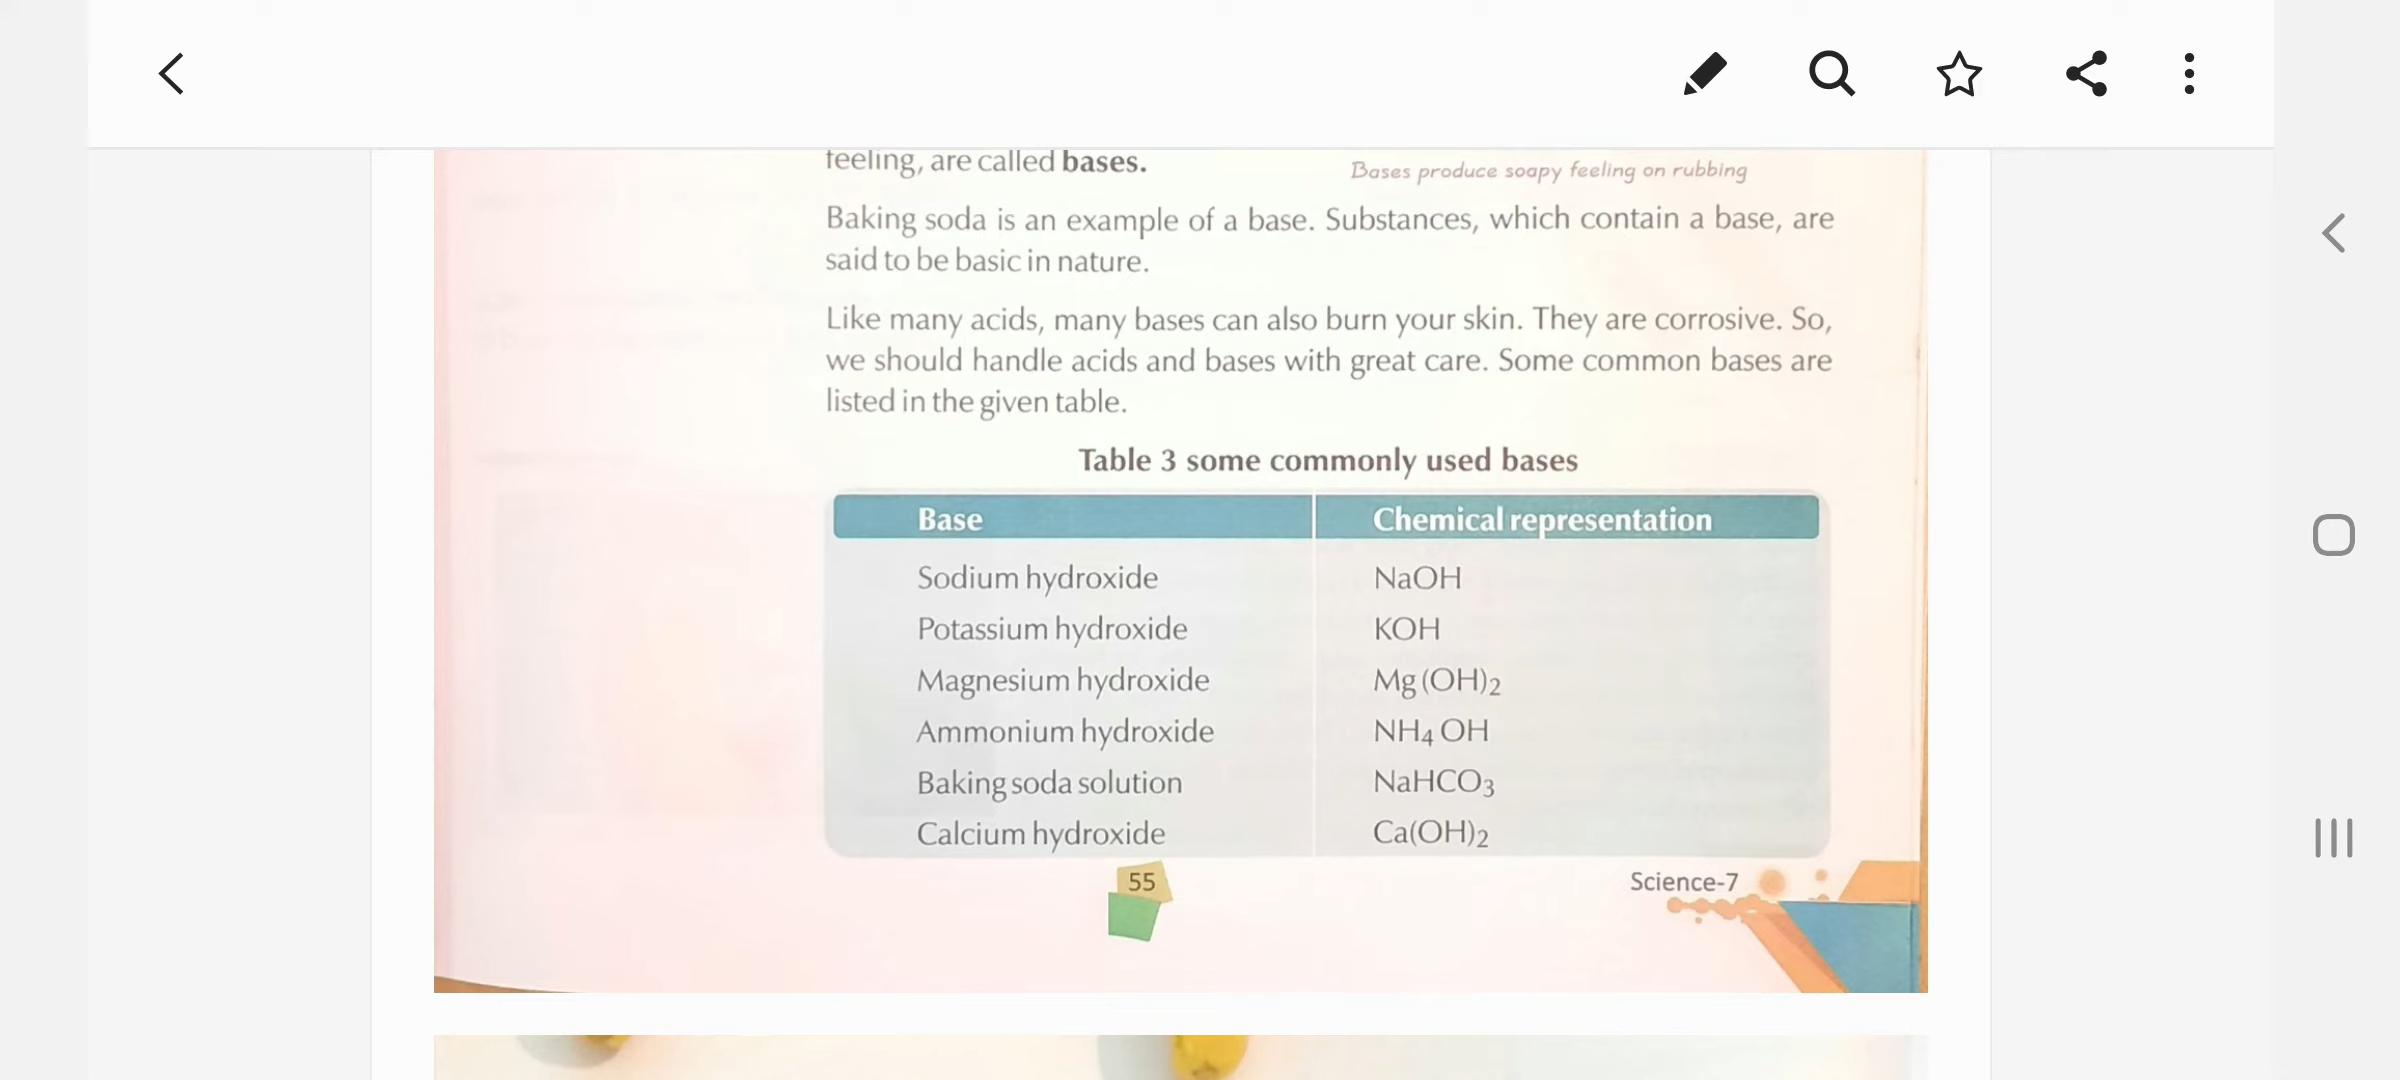 feeling, are called bases.
Bases produce soapy feeling on rubbing
Baking soda is an example of a base. Substances, which contain a base, are
said to be basic in nature.
Like many acids, many bases can also burn your skin. They are corrosive. So,
we should handle acids and bases with great care. Some common bases are
listed in the given table.
Table 3 some commonly used bases
Base Chemical representation
Sodium hydroxide NaOH
Potassium hydroxide KOH
Magnesium hydroxide Mg (OH)2
Ammonium hydroxide NH4 OH
Baking soda solution NaHCO3
Calcium hydroxide Ca(OH)2
55
Science-7